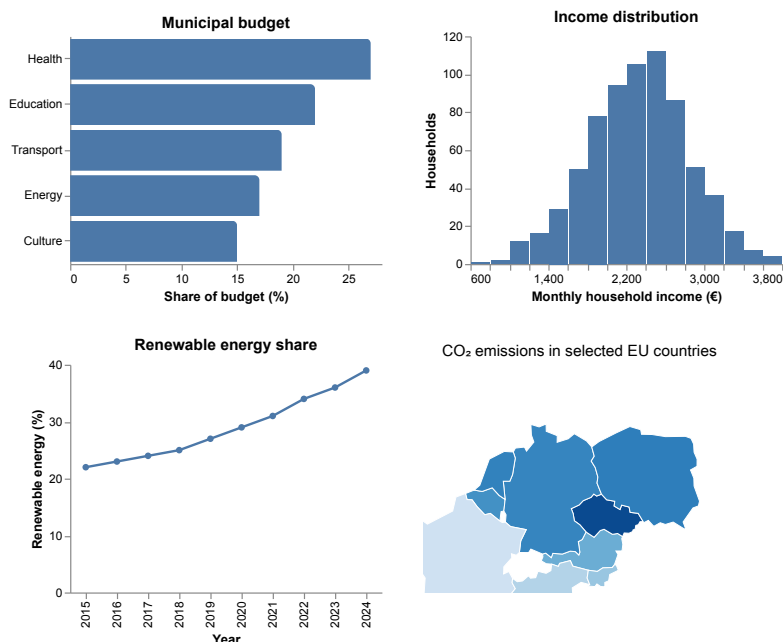 Municipal budget
Health
Education
Transport
Energy
Culture
0 5 10 15 20 25
Share of budget (%)
Income distribution
120
100
80
60
40
20
0
Households
600 1,400 2,200 3,000 3,800
Monthly household income (€)
Renewable energy share
40
30
20
10
0
Renewable energy (%)
2015 2016 2017 2018 2019 2020 2021 2022 2023 2024
Year
CO₂ emissions in selected EU countries